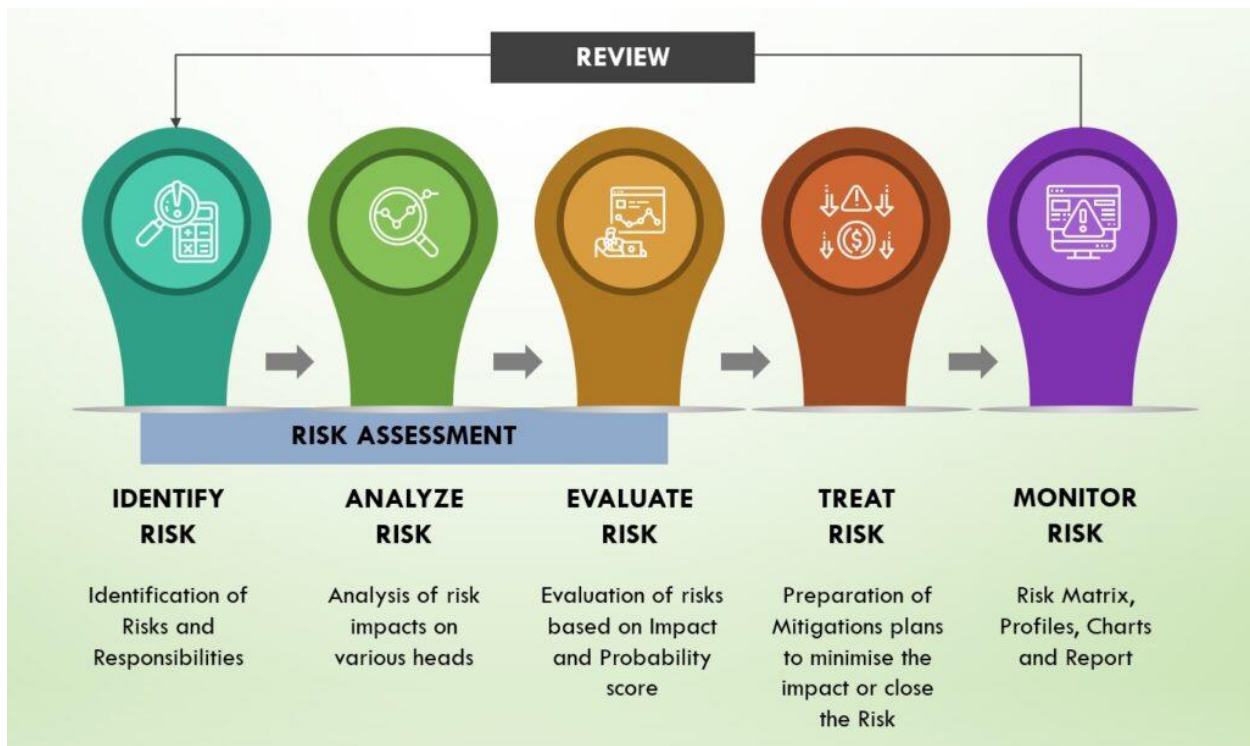 REVIEW
RISK ASSESSMENT
IDENTIFY
RISK
Identification of
Risks and
Responsibilities
ANALYZE
RISK
Analysis of risk
impacts on
various heads
EVALUATE
RISK
Evaluation of risks
based on Impact
and Probability
score
TREAT
RISK
Preparation of
Mitigations plans
to minimise the
impact or close
the Risk
MONITOR
RISK
Risk Matrix,
Profiles, Charts
and Report